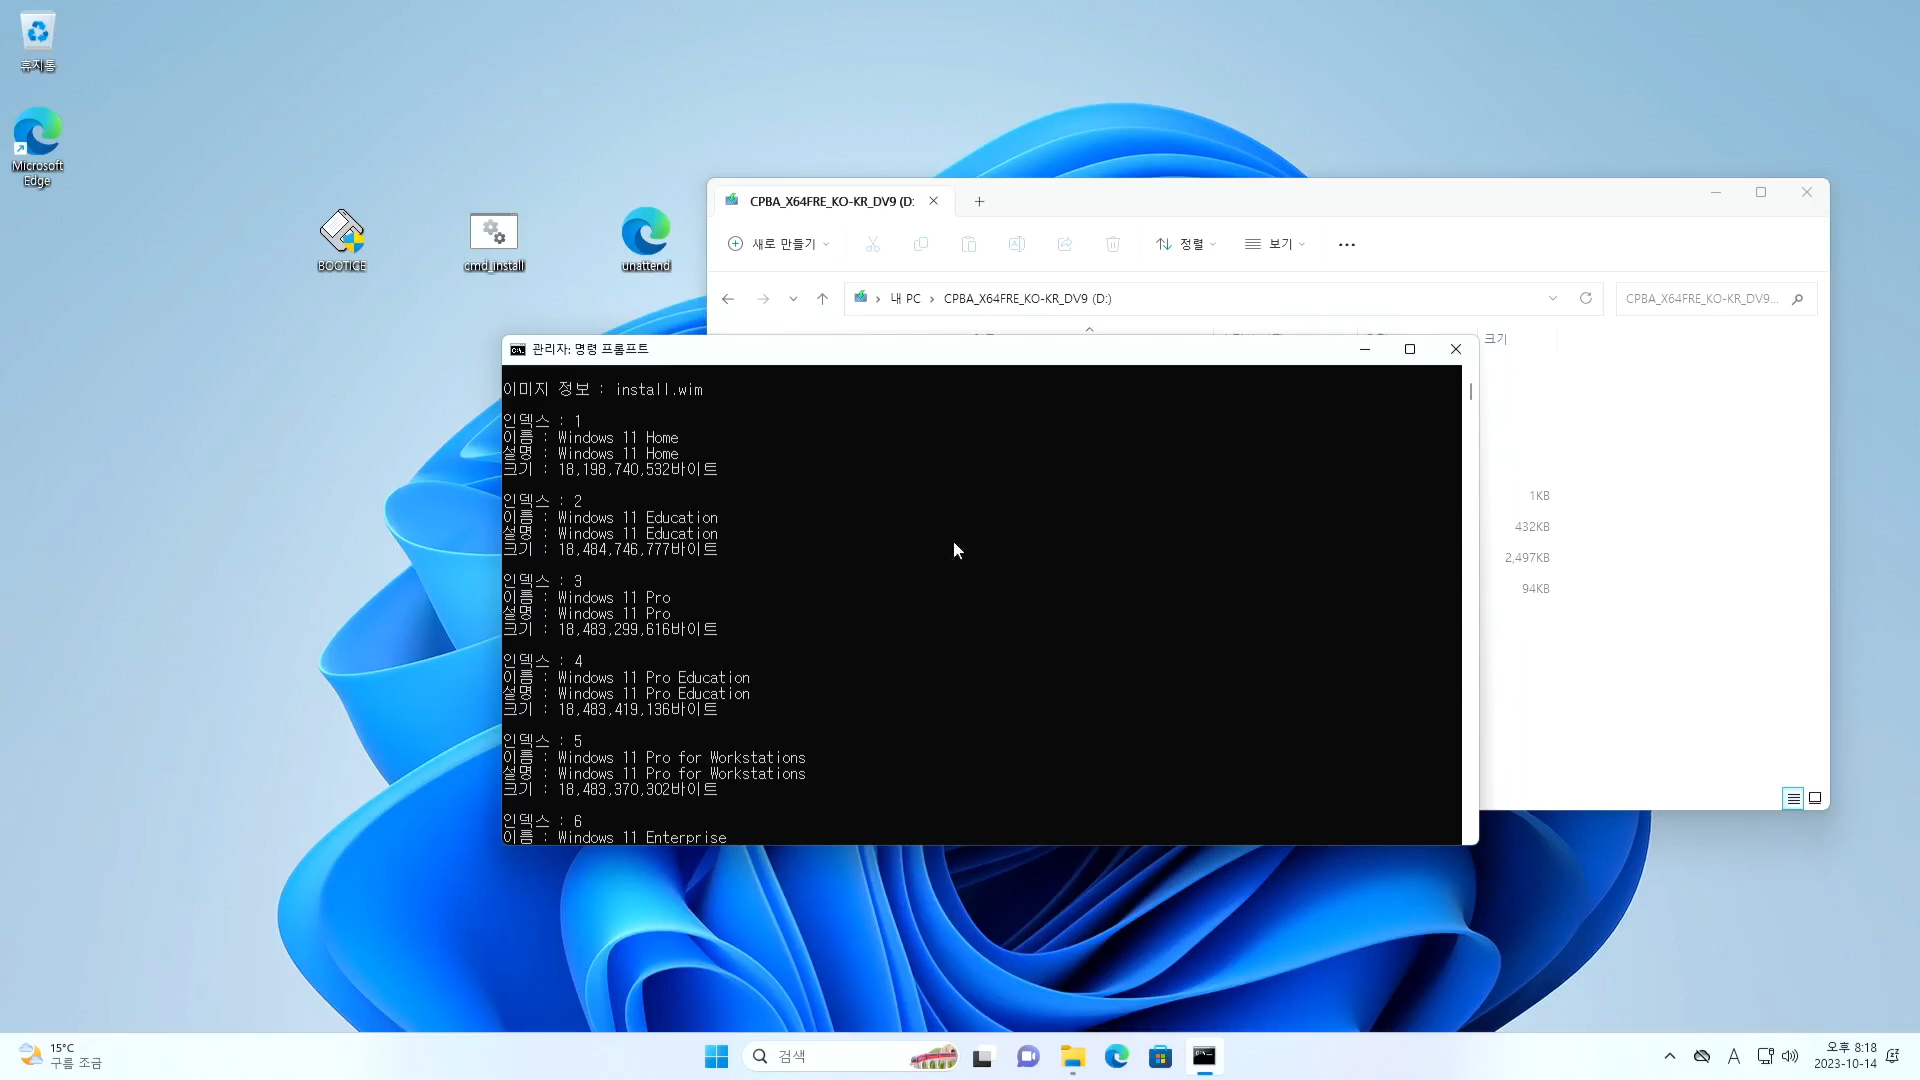 휴지통
Microsoft
Edge
BOOTICE
cmd_install
unattend
CPBA_X64FRE_KO-KR_DV9 (D:
새로 만들기
정렬
보기
내 PC
CPBA_X64FRE_KO-KR_DV9 (D:)
CPBA_X64FRE_KO-KR_DV9...
크기
1KB
432KB
2,497KB
94KB
관리자: 명령 프롬프트
이미지 정보 : install.wim
인덱스 : 1
이름 : Windows 11 Home
설명 : Windows 11 Home
크기 : 18,198,740,532바이트
인덱스 : 2
이름 : Windows 11 Education
설명 : Windows 11 Education
크기 : 18,484,746,777바이트
인덱스 : 3
이름 : Windows 11 Pro
설명 : Windows 11 Pro
크기 : 18,483,299,616바이트
인덱스 : 4
이름 : Windows 11 Pro Education
설명 : Windows 11 Pro Education
크기 : 18,483,419,136바이트
인덱스 : 5
이름 : Windows 11 Pro for Workstations
설명 : Windows 11 Pro for Workstations
크기 : 18,483,370,302바이트
인덱스 : 6
이름 : Windows 11 Enterprise
15°C
구름 조금
검색
A
오후 8:18
2023-10-14